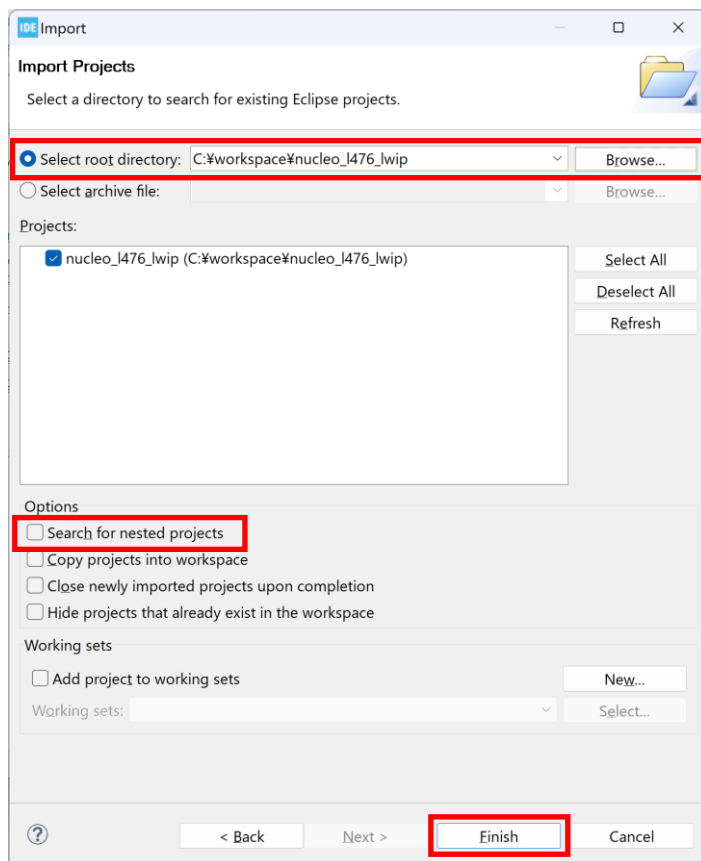 IDE Import
Import Projects
Select a directory to search for existing Eclipse projects.
Select root directory: C:¥workspace¥nucleo_l476_lwip Browse...
Select archive file: Browse...
Projects:
nucleo_l476_lwip (C:¥workspace¥nucleo_l476_lwip)
Select All
Deselect All
Refresh
Options
Search for nested projects
Copy projects into workspace
Close newly imported projects upon completion
Hide projects that already exist in the workspace
Working sets
Add project to working sets New...
Working sets: Select...
? < Back Next > Finish Cancel